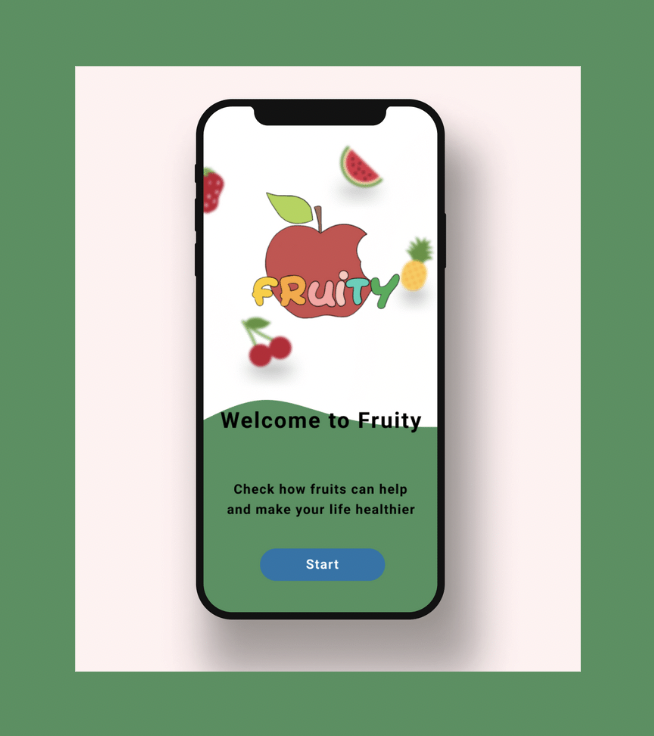 FRuiTY
Welcome to Fruity
Check how fruits can help
and make your life healthier
Start